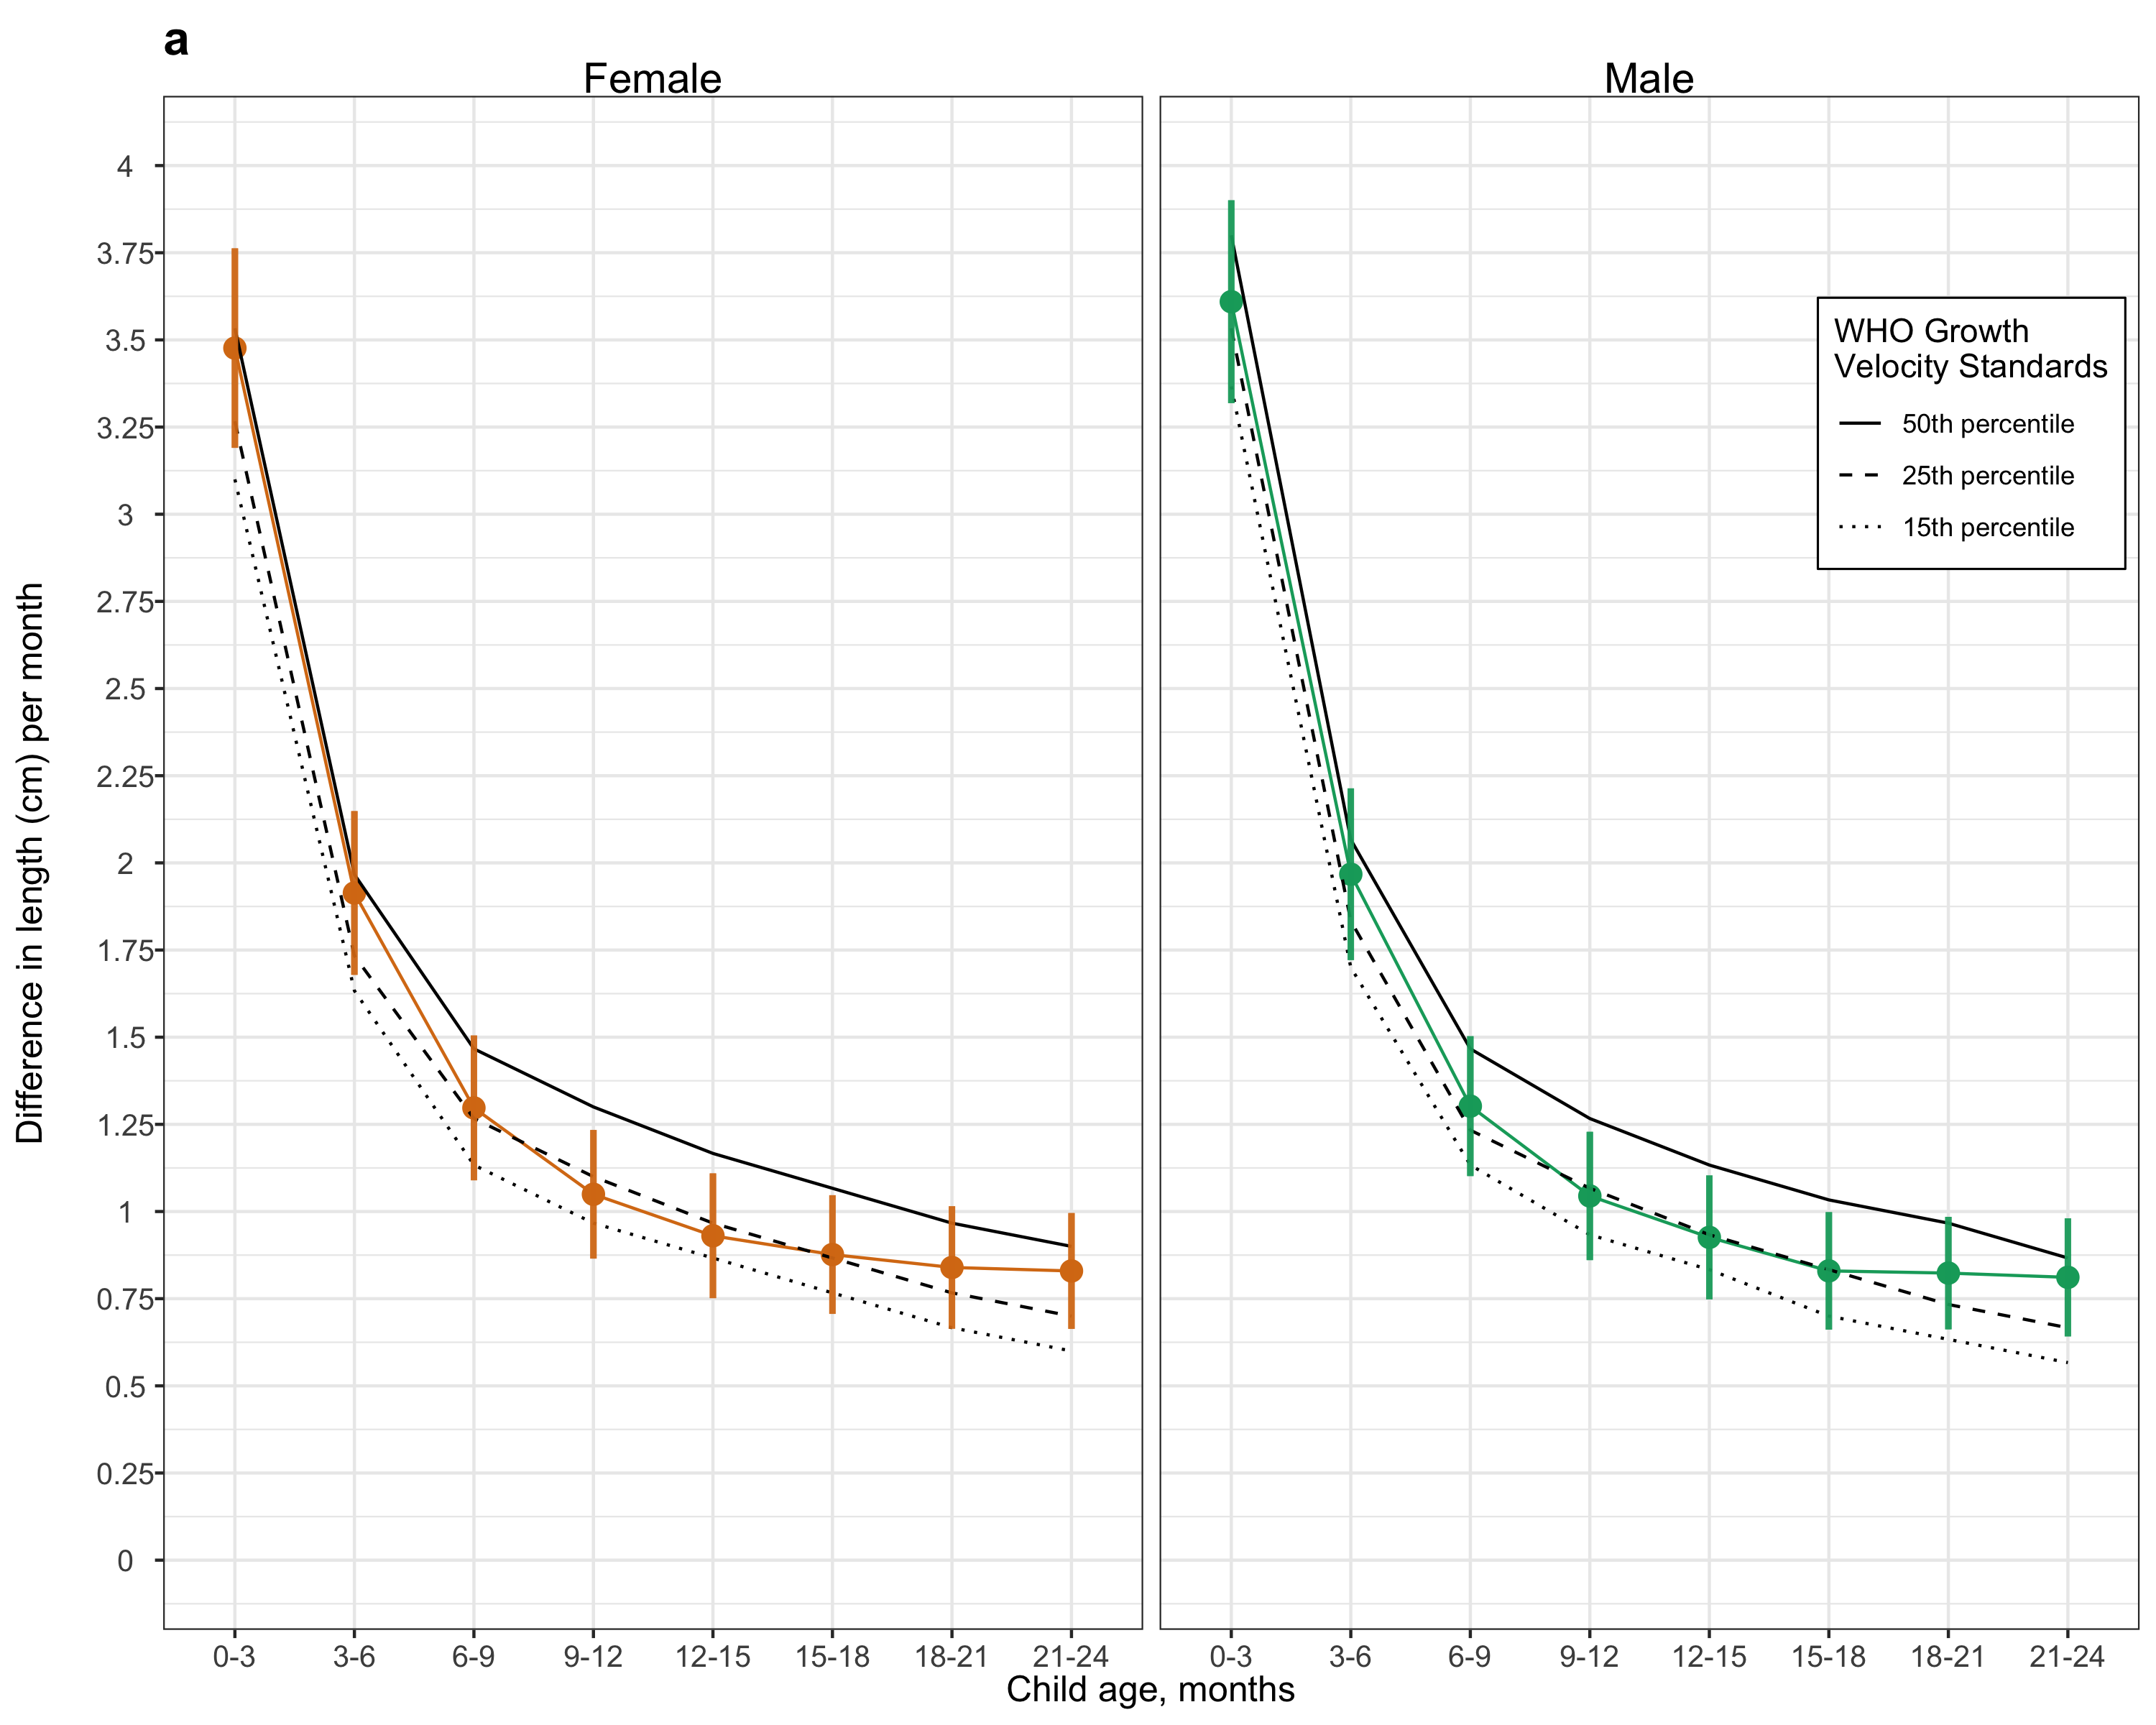 a
Female
Male
4
3.75
3.5
3.25
3
2.75
2.5
2.25
2
1.75
1.5
1.25
1
0.75
0.5
0.25
0
Difference in length (cm) per month
WHO Growth
Velocity Standards
50th percentile
25th percentile
15th percentile
0-3 3-6 6-9 9-12 12-15 15-18 18-21 21-24
0-3 3-6 6-9 9-12 12-15 15-18 18-21 21-24
Child age, months